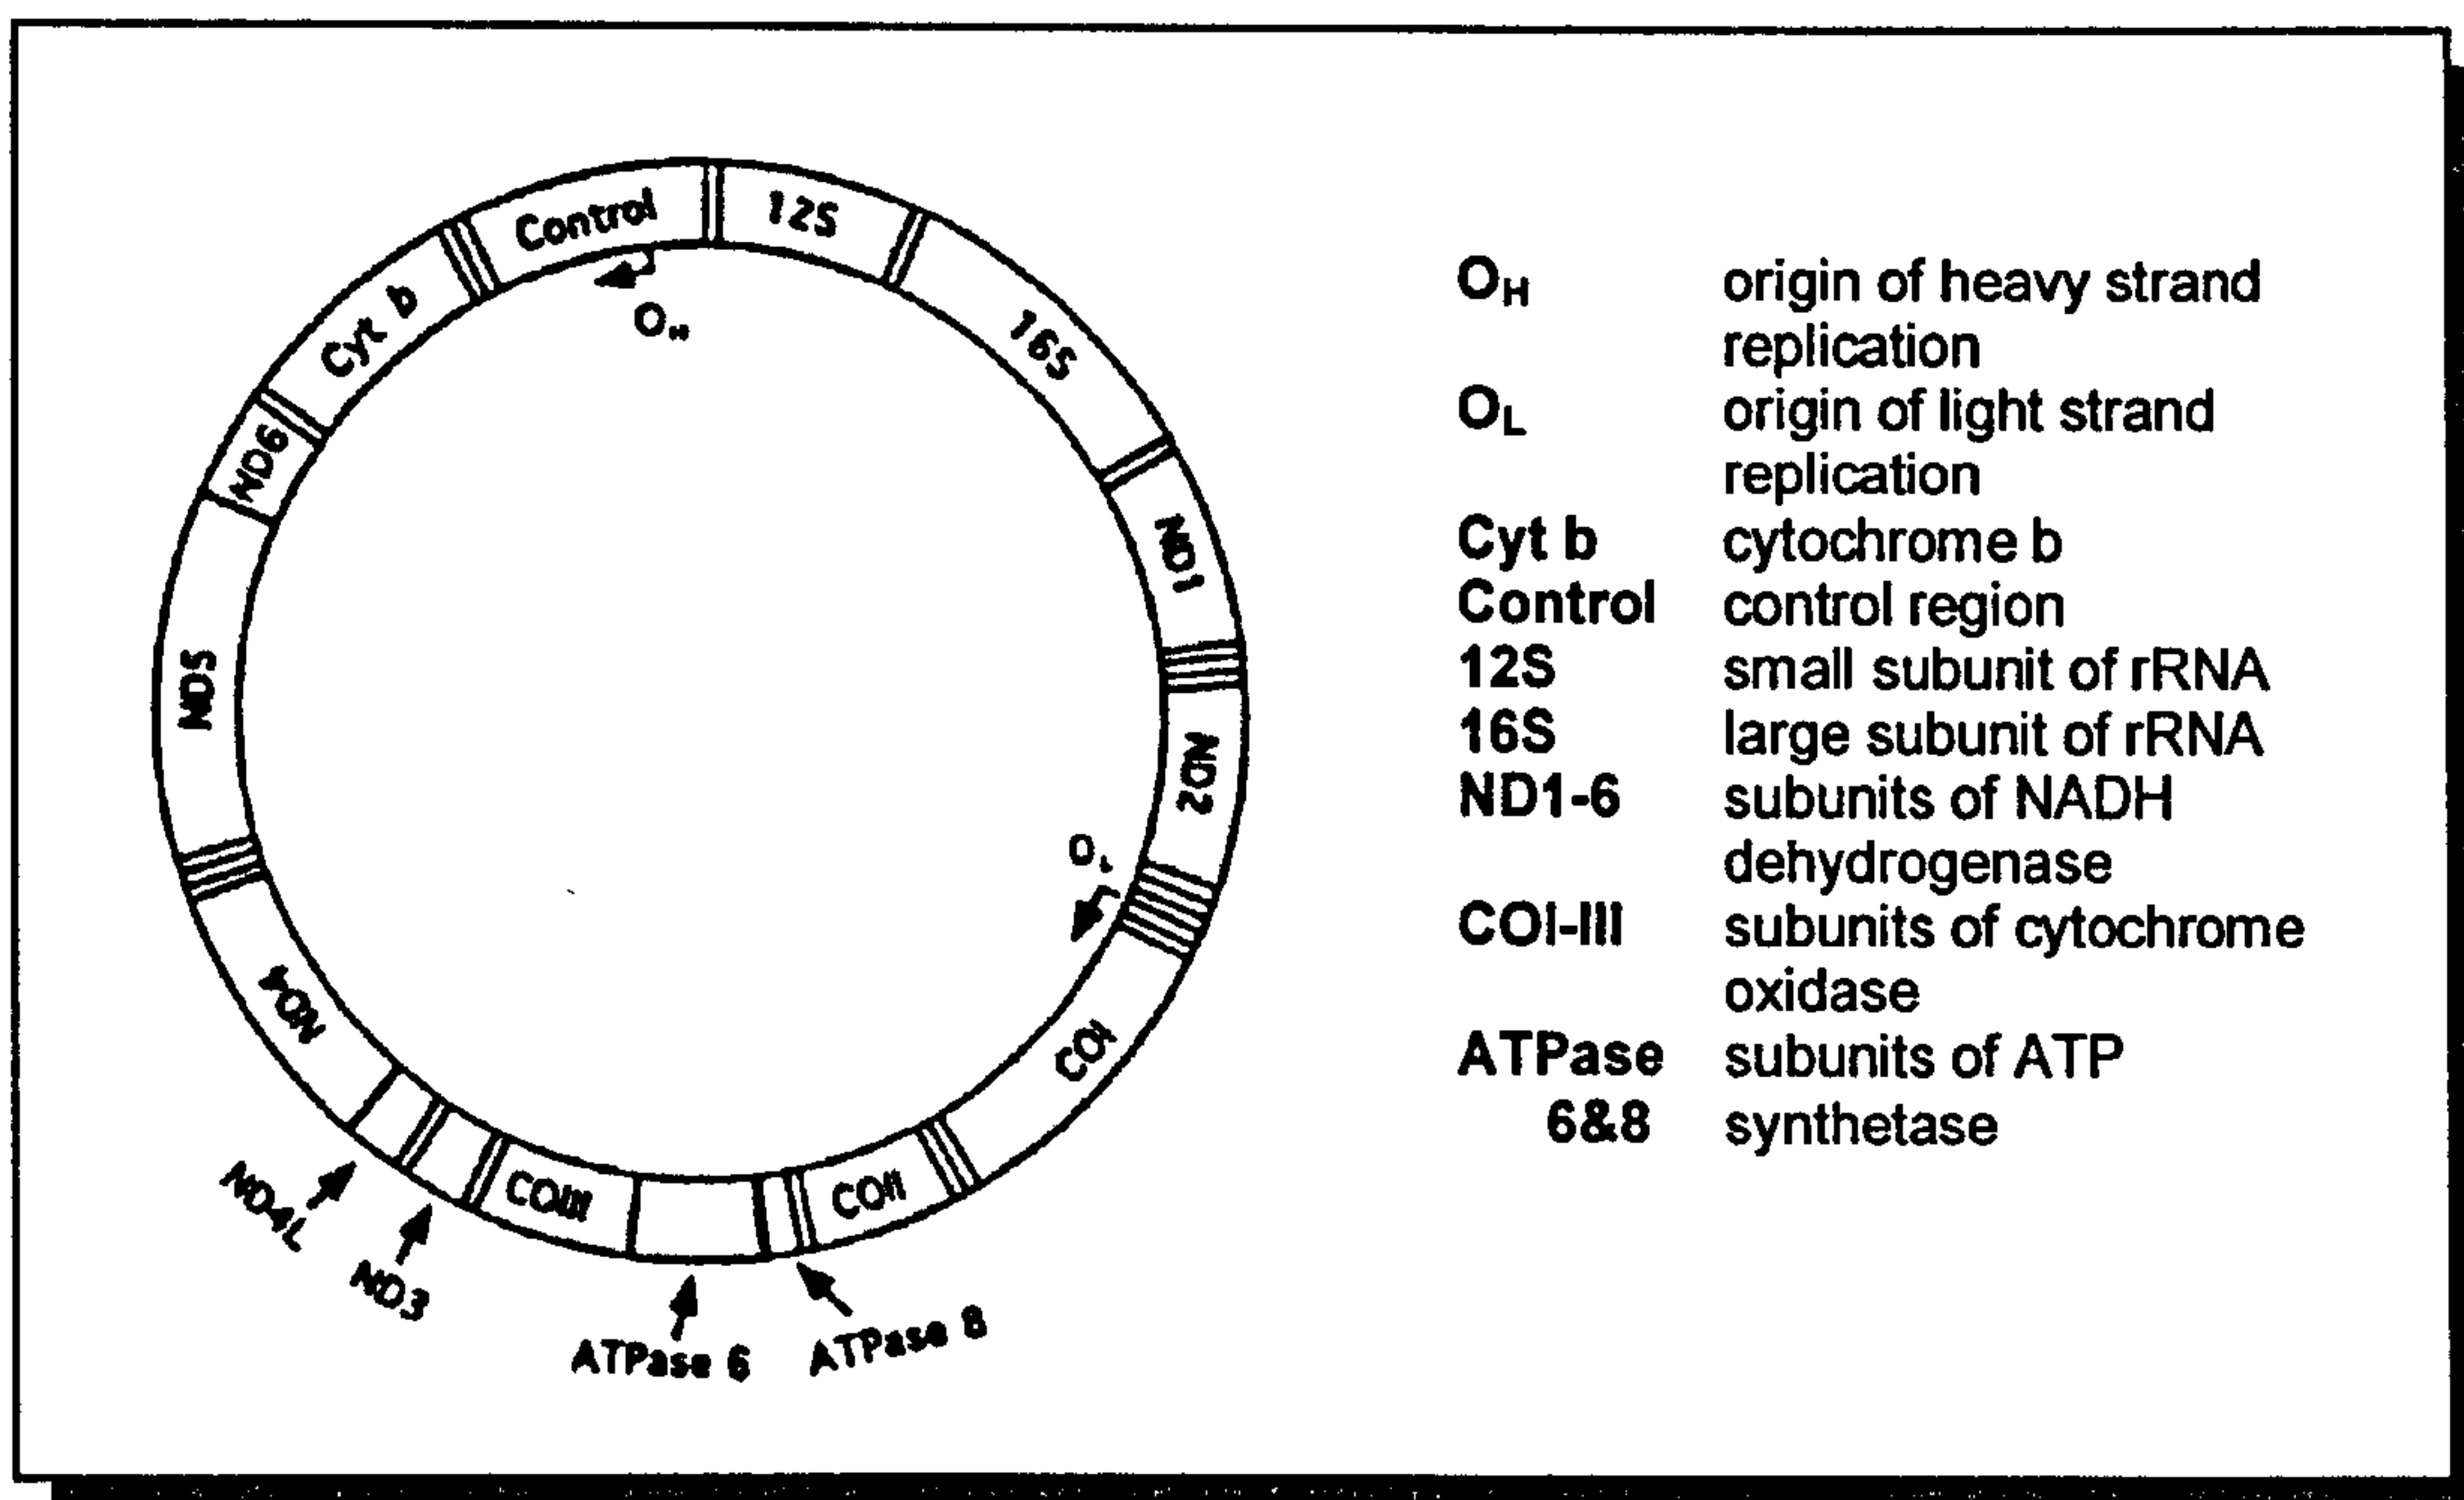 Control
12S
16S
ND1
ND2
OL
COI
COII
ATPase 8
ATPase 6
COIII
ND3
ND4L
ND4
ND5
ND6
Cyt b
OH
OH origin of heavy strand
replication
OL origin of light strand
replication
Cyt b cytochrome b
Control control region
12S small subunit of rRNA
16S large subunit of rRNA
ND1-6 subunits of NADH
dehydrogenase
COI-III subunits of cytochrome
oxidase
ATPase subunits of ATP
6&8 synthetase